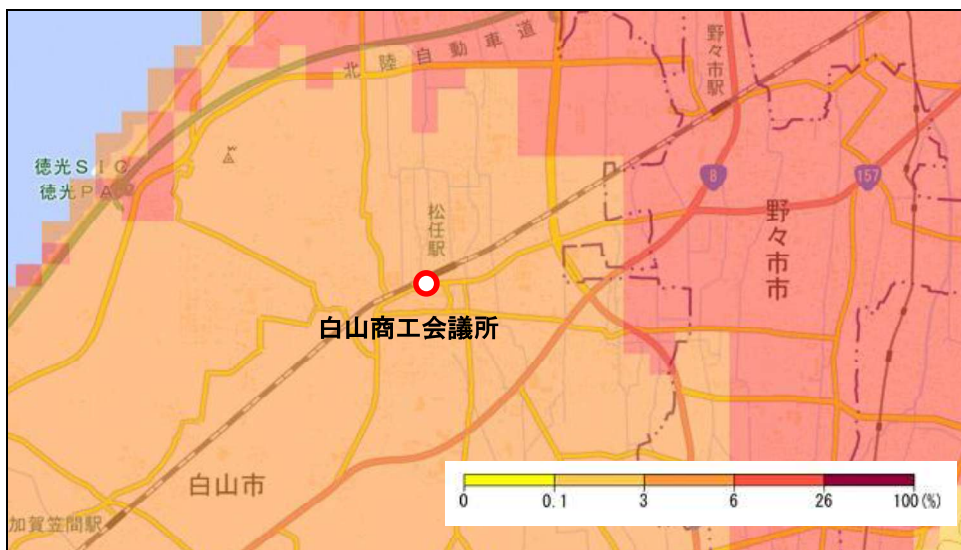 北陸自動車道
野々市駅
徳光SIC
徳光PA
8
157
松任駅
野々市市
白山商工会議所
白山市
加賀笠間駅
0 0.1 3 6 26 100(%)